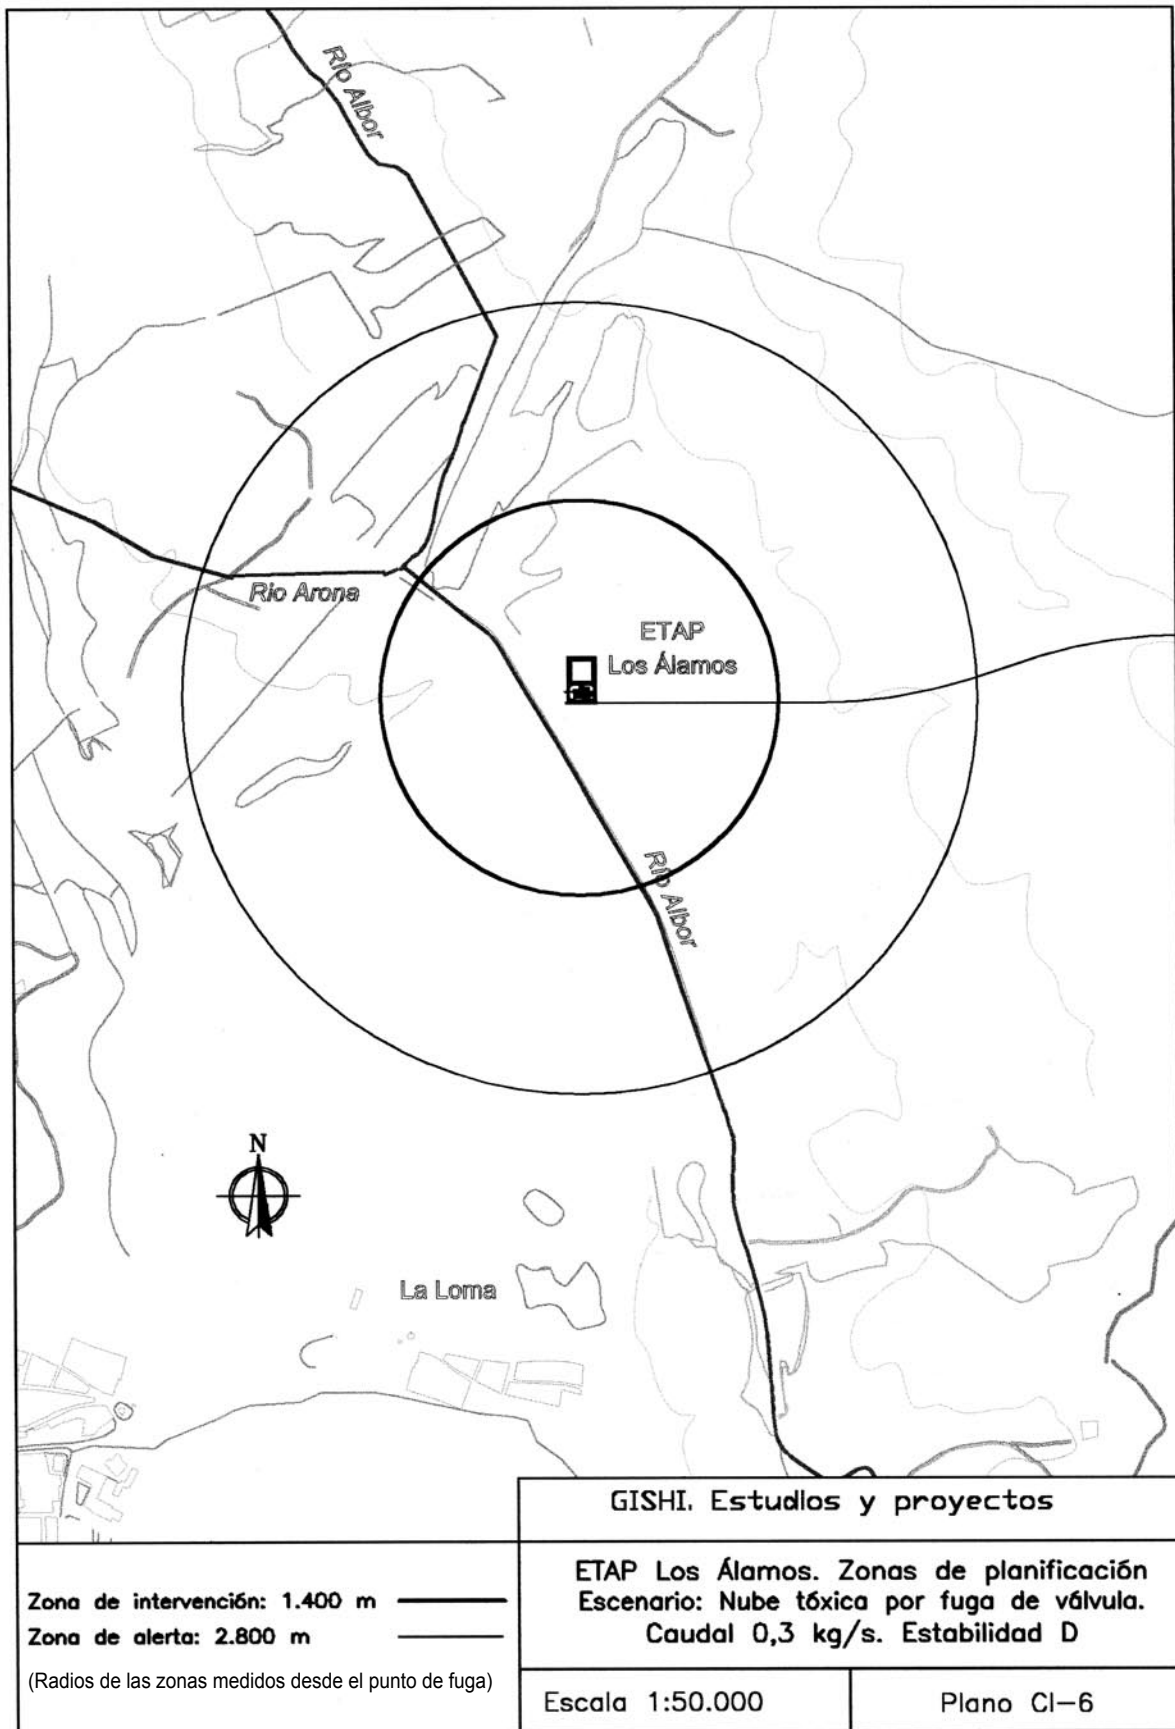 Río Albor
Rio Arona
ETAP
Los Álamos
Río Albor
N
La Loma
GISHI. Estudios y proyectos
ETAP Los Álamos. Zonas de planificación
Escenario: Nube tóxica por fuga de válvula.
Caudal 0,3 kg/s. Estabilidad D
Zona de intervención: 1.400 m
Zona de alerta: 2.800 m
(Radios de las zonas medidos desde el punto de fuga)
Escala 1:50.000
Plano CI-6